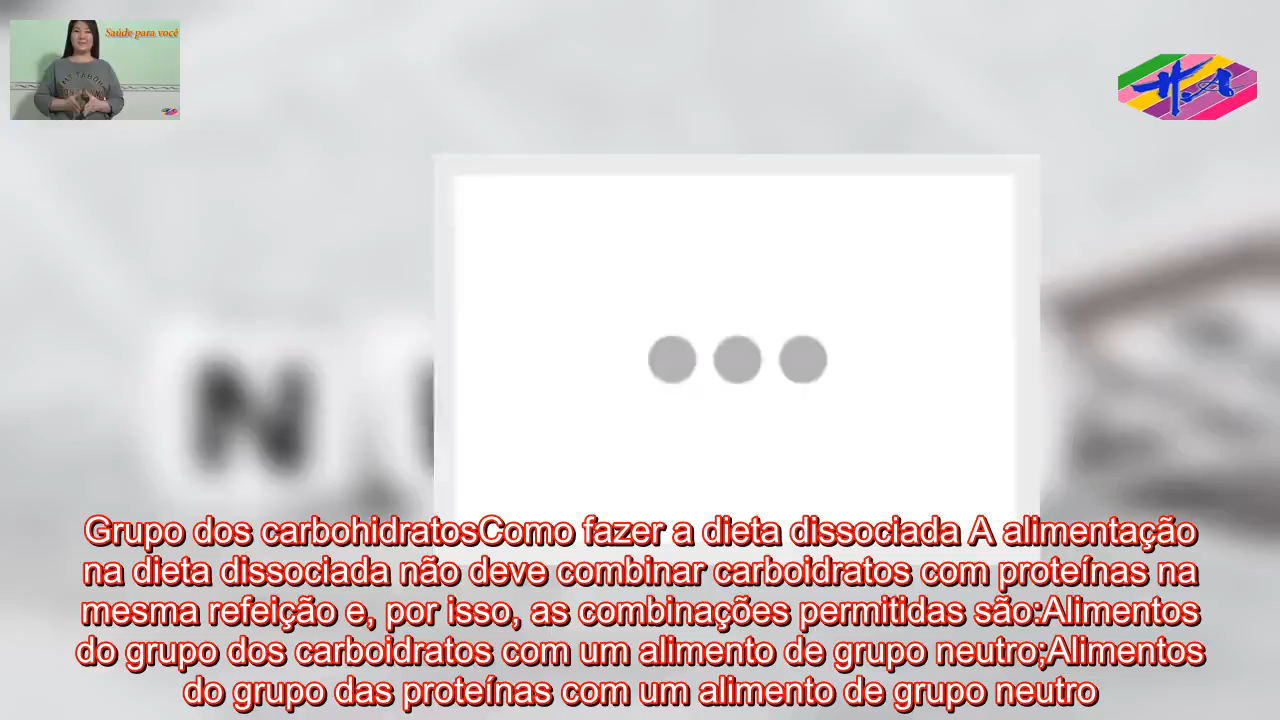 Saúde para você
H.A
N
Grupo dos carbohidratosComo fazer a dieta dissociada A alimentação
na dieta dissociada não deve combinar carboidratos com proteínas na
mesma refeição e, por isso, as combinações permitidas são:Alimentos
do grupo dos carboidratos com um alimento de grupo neutro;Alimentos
do grupo das proteínas com um alimento de grupo neutro